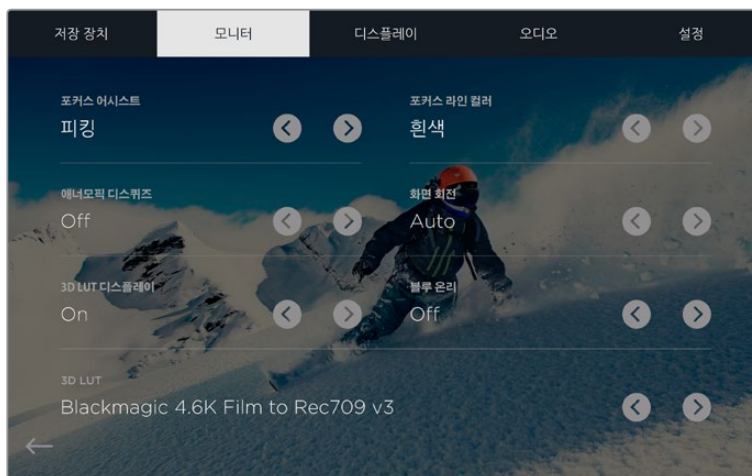 저장 장치
모니터
디스플레이
오디오
설정
포커스 어시스트
피킹
포커스 라인 컬러
흰색
애너모픽 디스퀴즈
Off
화면 회전
Auto
3D LUT 디스플레이
On
블루 온리
Off
3D LUT
Blackmagic 4.6K Film to Rec709 v3